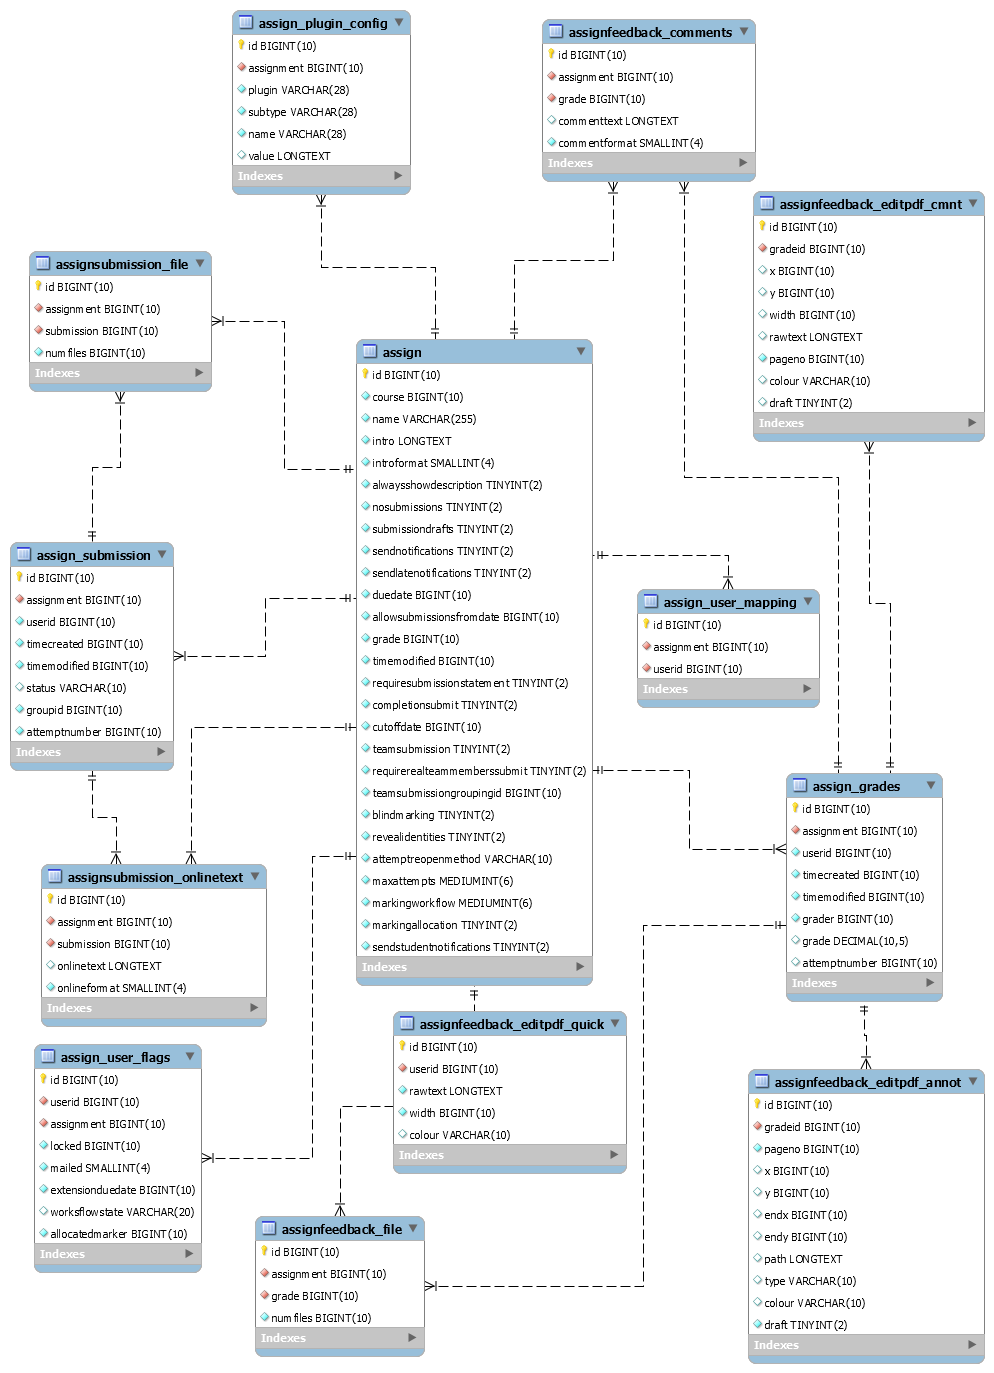 assign_plugin_config
id BIGINT(10)
assignment BIGINT(10)
plugin VARCHAR(28)
subtype VARCHAR(28)
name VARCHAR(28)
value LONGTEXT
Indexes
assignfeedback_comments
id BIGINT(10)
assignment BIGINT(10)
grade BIGINT(10)
commenttext LONGTEXT
commentformat SMALLINT(4)
Indexes
assignfeedback_editpdf_cmnt
id BIGINT(10)
gradeid BIGINT(10)
x BIGINT(10)
y BIGINT(10)
width BIGINT(10)
rawtext LONGTEXT
pageno BIGINT(10)
colour VARCHAR(10)
draft TINYINT(2)
Indexes
assignsubmission_file
id BIGINT(10)
assignment BIGINT(10)
submission BIGINT(10)
numfiles BIGINT(10)
Indexes
assign
id BIGINT(10)
course BIGINT(10)
name VARCHAR(255)
intro LONGTEXT
introformat SMALLINT(4)
alwaysshowdescription TINYINT(2)
nosubmissions TINYINT(2)
submissiondrafts TINYINT(2)
sendnotifications TINYINT(2)
sendlatenotifications TINYINT(2)
duedate BIGINT(10)
allowsubmissionsfromdate BIGINT(10)
grade BIGINT(10)
timemodified BIGINT(10)
requiresubmissionstatement TINYINT(2)
completionsubmit TINYINT(2)
cutoffdate BIGINT(10)
teamsubmission TINYINT(2)
requirerealteammemberssubmit TINYINT(2)
teamsubmissiongroupingid BIGINT(10)
blindmarking TINYINT(2)
revealidentities TINYINT(2)
attemptreopenmethod VARCHAR(10)
maxattempts MEDIUMINT(6)
markingworkflow MEDIUMINT(6)
markingallocation TINYINT(2)
sendstudentnotifications TINYINT(2)
Indexes
assign_submission
id BIGINT(10)
assignment BIGINT(10)
userid BIGINT(10)
timecreated BIGINT(10)
timemodified BIGINT(10)
status VARCHAR(10)
groupid BIGINT(10)
attemptnumber BIGINT(10)
Indexes
assign_user_mapping
id BIGINT(10)
assignment BIGINT(10)
userid BIGINT(10)
Indexes
assign_grades
id BIGINT(10)
assignment BIGINT(10)
userid BIGINT(10)
timecreated BIGINT(10)
timemodified BIGINT(10)
grader BIGINT(10)
grade DECIMAL(10,5)
attemptnumber BIGINT(10)
Indexes
assignsubmission_onlinetext
id BIGINT(10)
assignment BIGINT(10)
submission BIGINT(10)
onlinetext LONGTEXT
onlineformat SMALLINT(4)
Indexes
assignfeedback_editpdf_quick
id BIGINT(10)
userid BIGINT(10)
rawtext LONGTEXT
width BIGINT(10)
colour VARCHAR(10)
Indexes
assign_user_flags
id BIGINT(10)
userid BIGINT(10)
assignment BIGINT(10)
locked BIGINT(10)
mailed SMALLINT(4)
extensionduedate BIGINT(10)
worksflowstate VARCHAR(20)
allocatedmarker BIGINT(10)
Indexes
assignfeedback_editpdf_annot
id BIGINT(10)
gradeid BIGINT(10)
pageno BIGINT(10)
x BIGINT(10)
y BIGINT(10)
endx BIGINT(10)
endy BIGINT(10)
path LONGTEXT
type VARCHAR(10)
colour VARCHAR(10)
draft TINYINT(2)
Indexes
assignfeedback_file
id BIGINT(10)
assignment BIGINT(10)
grade BIGINT(10)
numfiles BIGINT(10)
Indexes